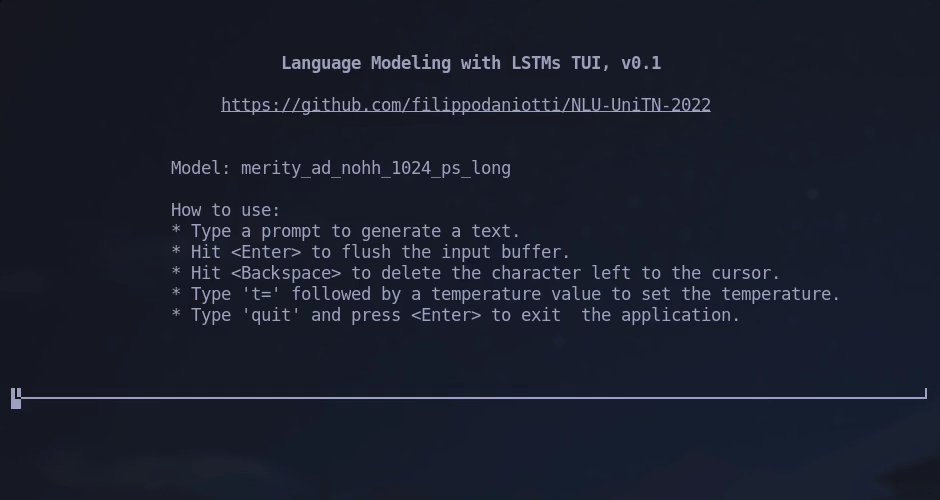 Language Modeling with LSTMs TUI, v0.1
https://github.com/filippodaniotti/NLU-UniTN-2022
Model: merity_ad_nohh_1024_ps_long
How to use:
* Type a prompt to generate a text.
* Hit <Enter> to flush the input buffer.
* Hit <Backspace> to delete the character left to the cursor.
* Type 't=' followed by a temperature value to set the temperature.
* Type 'quit' and press <Enter> to exit  the application.